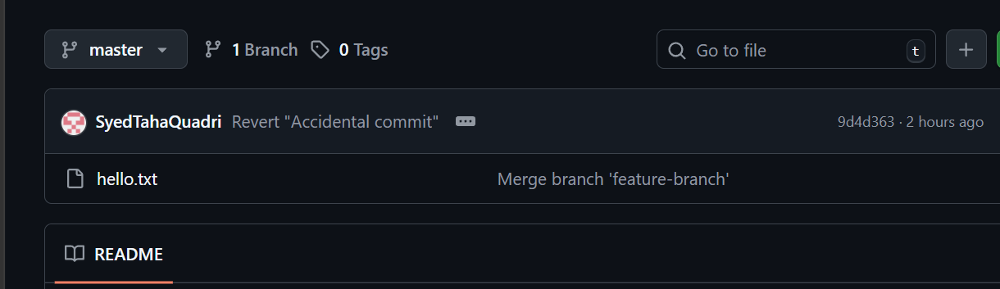 master 1 Branch 0 Tags Go to file t
SyedTahaQuadri Revert "Accidental commit" 9d4d363 · 2 hours ago
hello.txt Merge branch 'feature-branch'
README